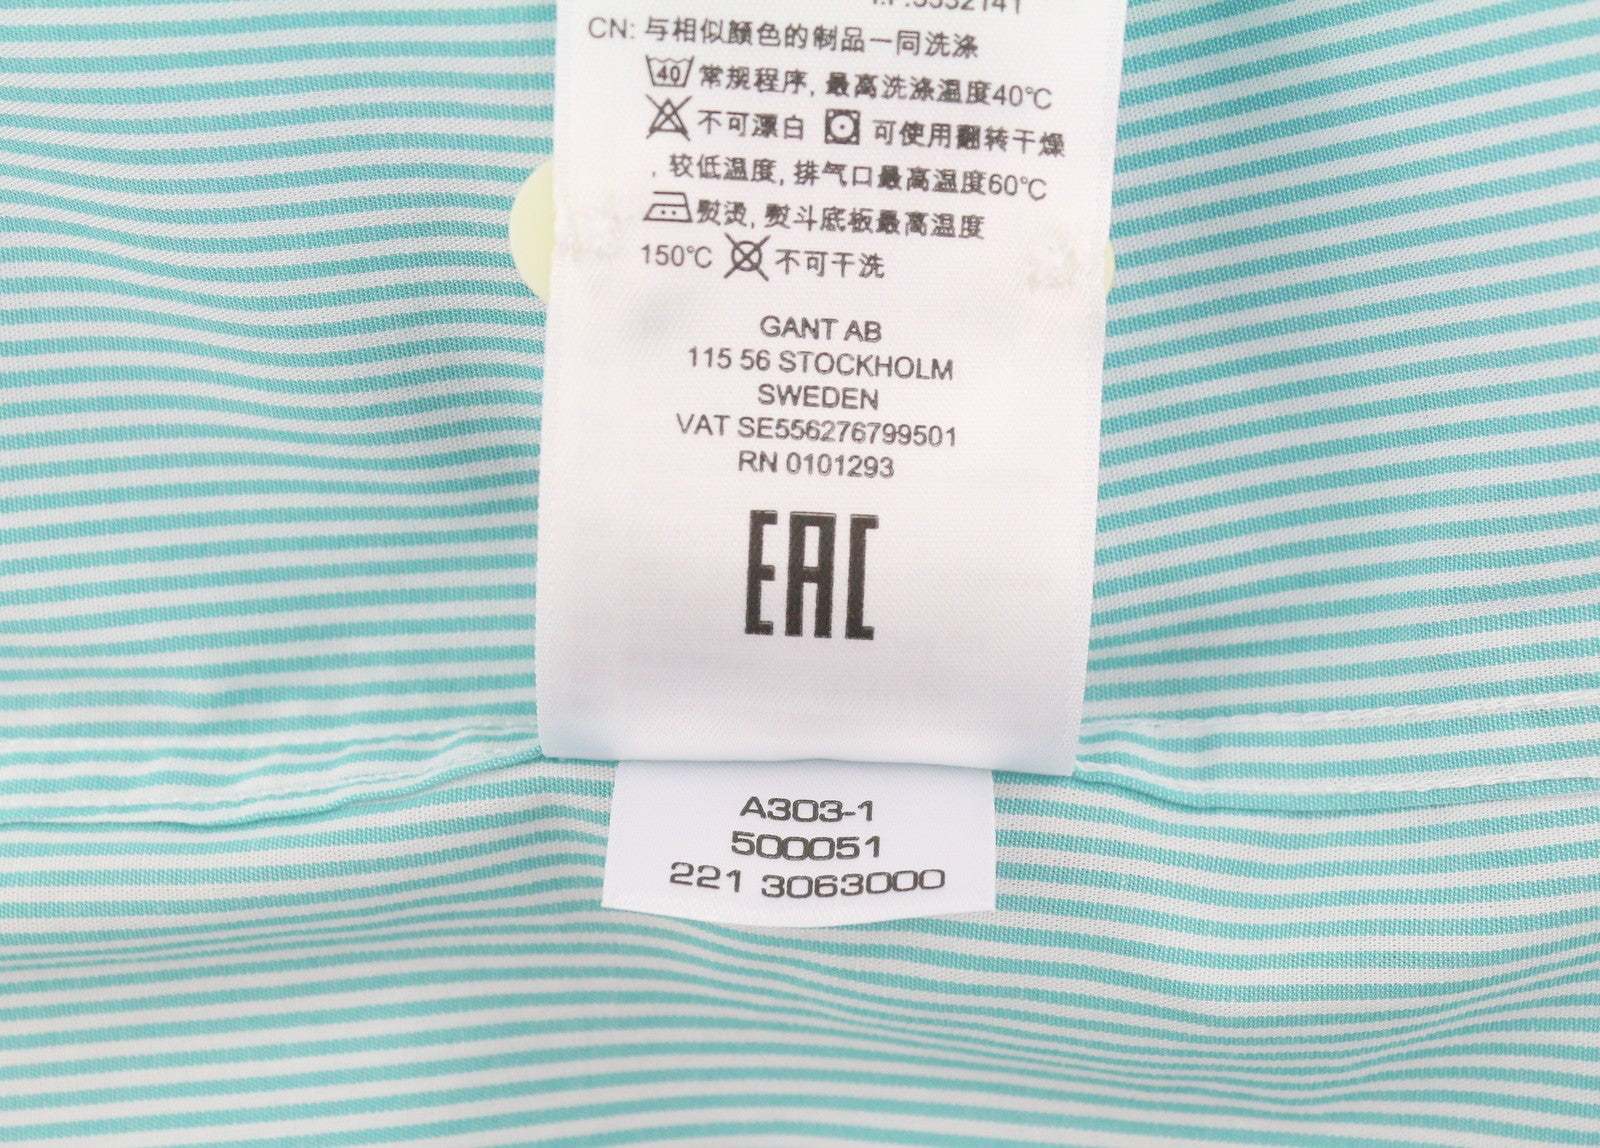 I.F:5332141
CN: 与相似颜色的制品一同洗涤
40 常规程序, 最高洗涤温度40℃
不可漂白 可使用翻转干燥
, 较低温度, 排气口最高温度60℃
熨烫, 熨斗底板最高温度
150℃ 不可干洗
GANT AB
115 56 STOCKHOLM
SWEDEN
VAT SE556276799501
RN 0101293
EAC
A303-1
500051
221 3063000